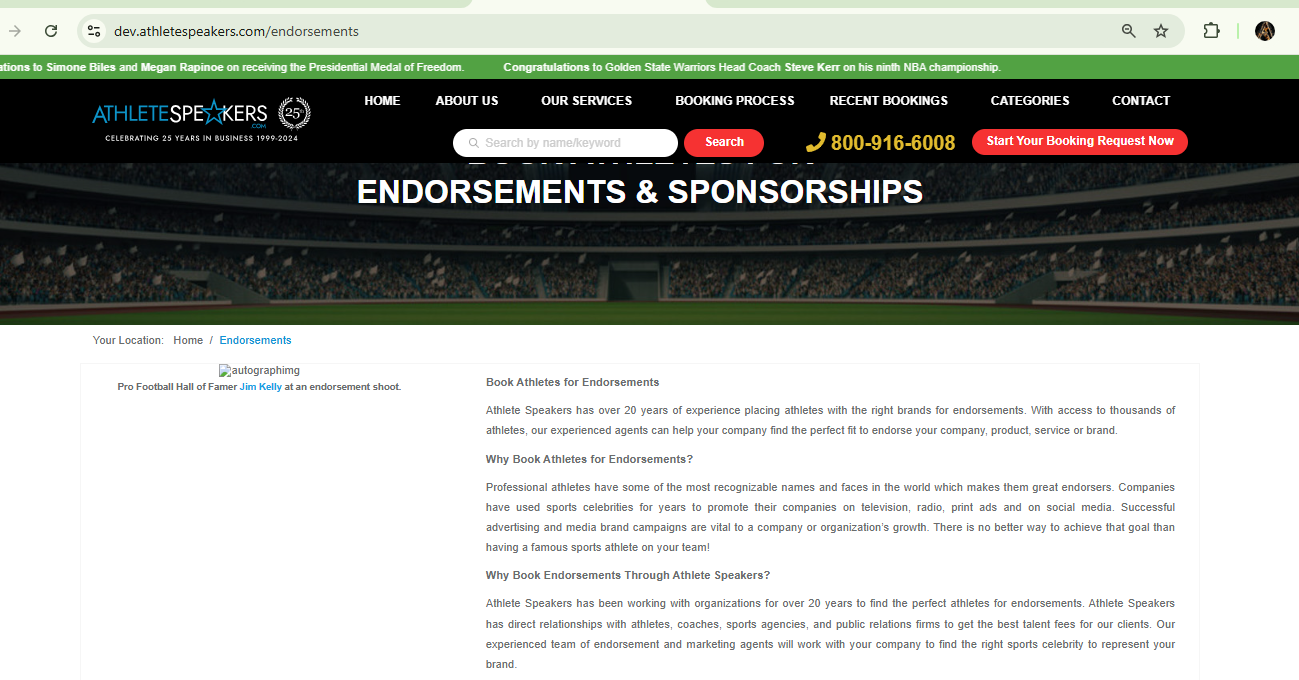 dev.athletespeakers.com/endorsements
ations to Simone Biles and Megan Rapinoe on receiving the Presidential Medal of Freedom. Congratulations to Golden State Warriors Head Coach Steve Kerr on his ninth NBA championship.
HOME ABOUT US OUR SERVICES BOOKING PROCESS RECENT BOOKINGS CATEGORIES CONTACT
ATHLETESPEAKERS .COM 25
CELEBRATING 25 YEARS IN BUSINESS 1999-2024
Search by name/keyword Search 800-916-6008 Start Your Booking Request Now
ENDORSEMENTS & SPONSORSHIPS
Your Location: Home / Endorsements
autographimg
Pro Football Hall of Famer Jim Kelly at an endorsement shoot.
Book Athletes for Endorsements
Athlete Speakers has over 20 years of experience placing athletes with the right brands for endorsements. With access to thousands of
athletes, our experienced agents can help your company find the perfect fit to endorse your company, product, service or brand.
Why Book Athletes for Endorsements?
Professional athletes have some of the most recognizable names and faces in the world which makes them great endorsers. Companies
have used sports celebrities for years to promote their companies on television, radio, print ads and on social media. Successful
advertising and media brand campaigns are vital to a company or organization's growth. There is no better way to achieve that goal than
having a famous sports athlete on your team!
Why Book Endorsements Through Athlete Speakers?
Athlete Speakers has been working with organizations for over 20 years to find the perfect athletes for endorsements. Athlete Speakers
has direct relationships with athletes, coaches, sports agencies, and public relations firms to get the best talent fees for our clients. Our
experienced team of endorsement and marketing agents will work with your company to find the right sports celebrity to represent your
brand.